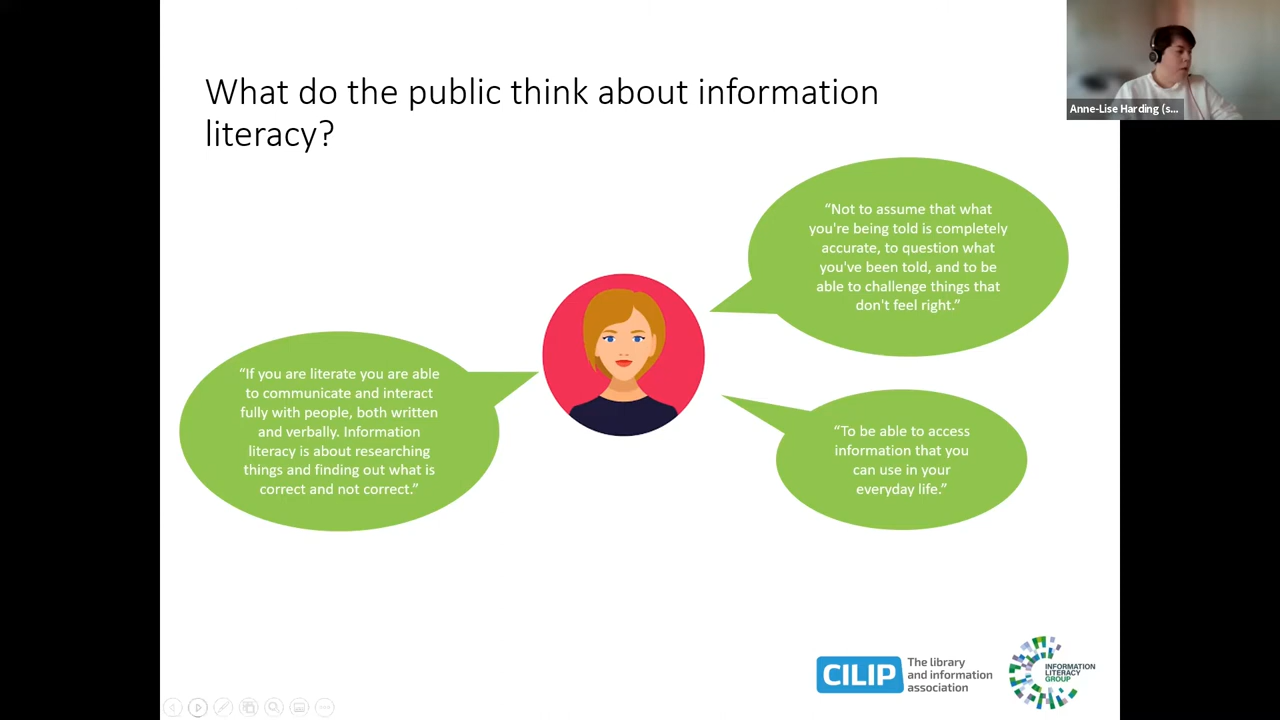 What do the public think about information
literacy?
Anne-Lise Harding (s...
“Not to assume that what
you're being told is completely
accurate, to question what
you've been told, and to be
able to challenge things that
don't feel right.”
“If you are literate you are able
to communicate and interact
fully with people, both written
and verbally. Information
literacy is about researching
things and finding out what is
correct and not correct.”
“To be able to access
information that you
can use in your
everyday life.”
CILIP
The library
and information
association
INFORMATION
LITERACY
GROUP